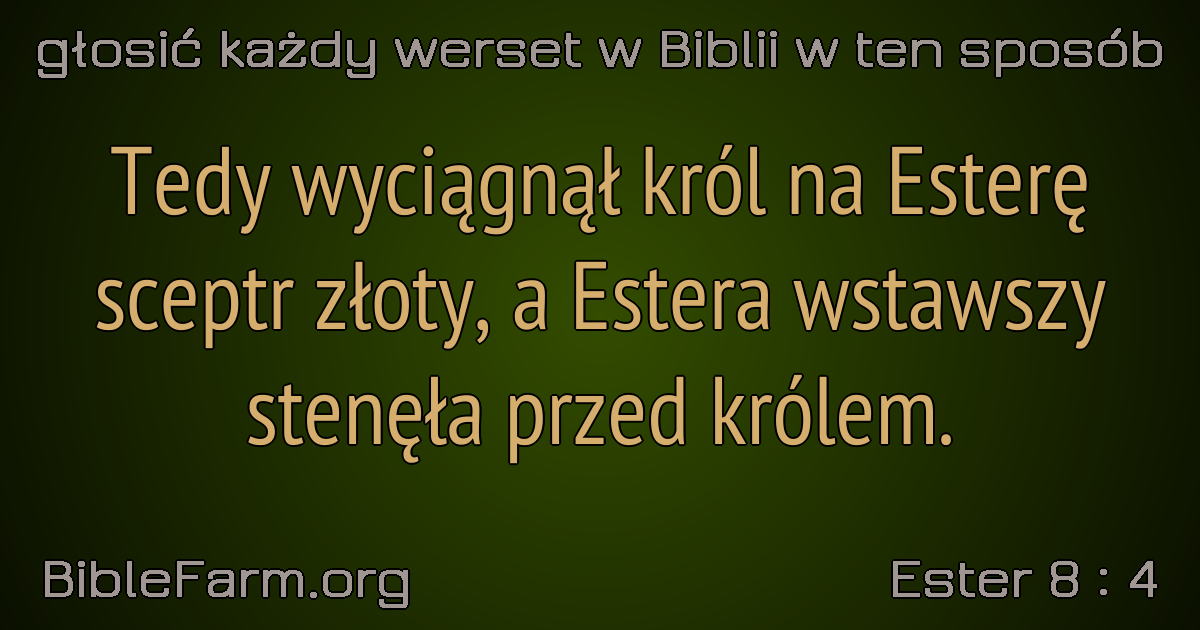 głosić każdy werset w Biblii w ten sposób
Tedy wyciągnął król na Esterę
sceptr złoty, a Estera wstawszy
stenęła przed królem.
BibleFarm.org
Ester 8 : 4